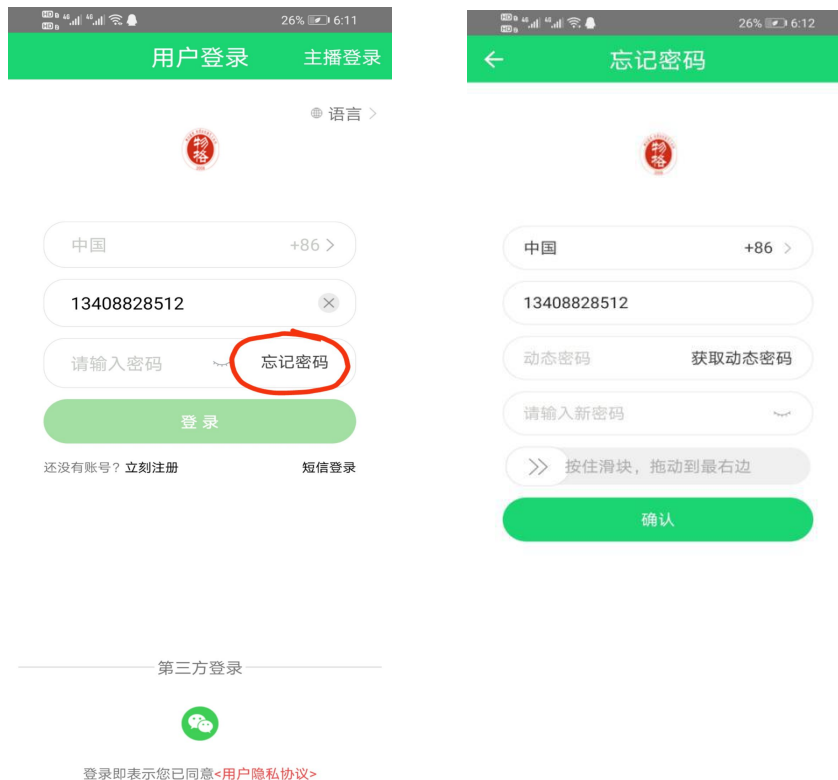 26% 6:11
用户登录 主播登录
语言
物格
中国 +86
13408828512
请输入密码 忘记密码
登录
还没有账号？立刻注册 短信登录
第三方登录
登录即表示您已同意<用户隐私协议>
26% 6:12
忘记密码
物格
中国 +86
13408828512
动态密码 获取动态密码
请输入新密码
按住滑块，拖动到最右边
确认